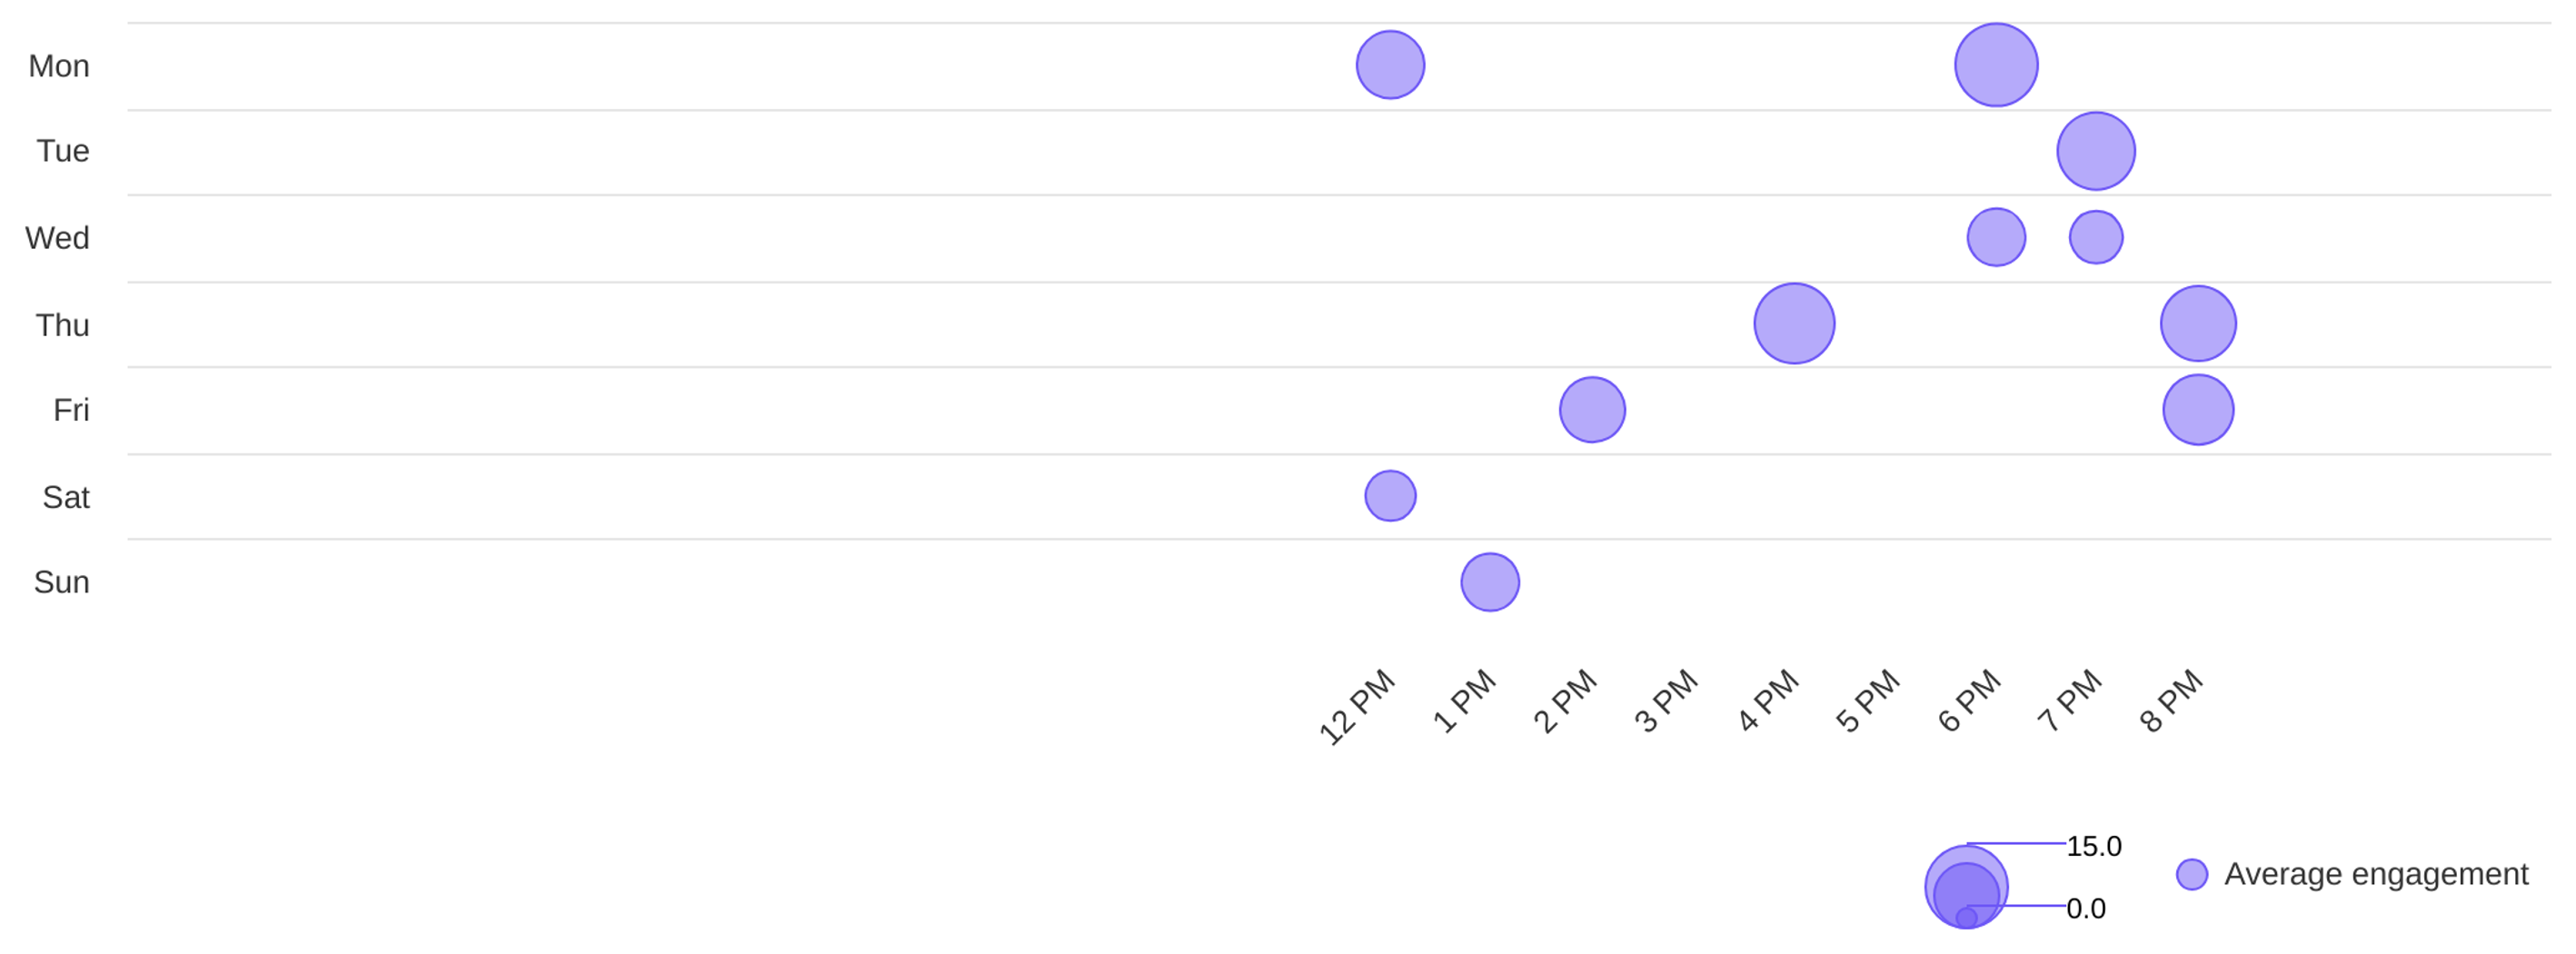 Mon
Tue
Wed
Thu
Fri
Sat
Sun
12 PM
1 PM
2 PM
3 PM
4 PM
5 PM
6 PM
7 PM
8 PM
15.0
0.0
Average engagement